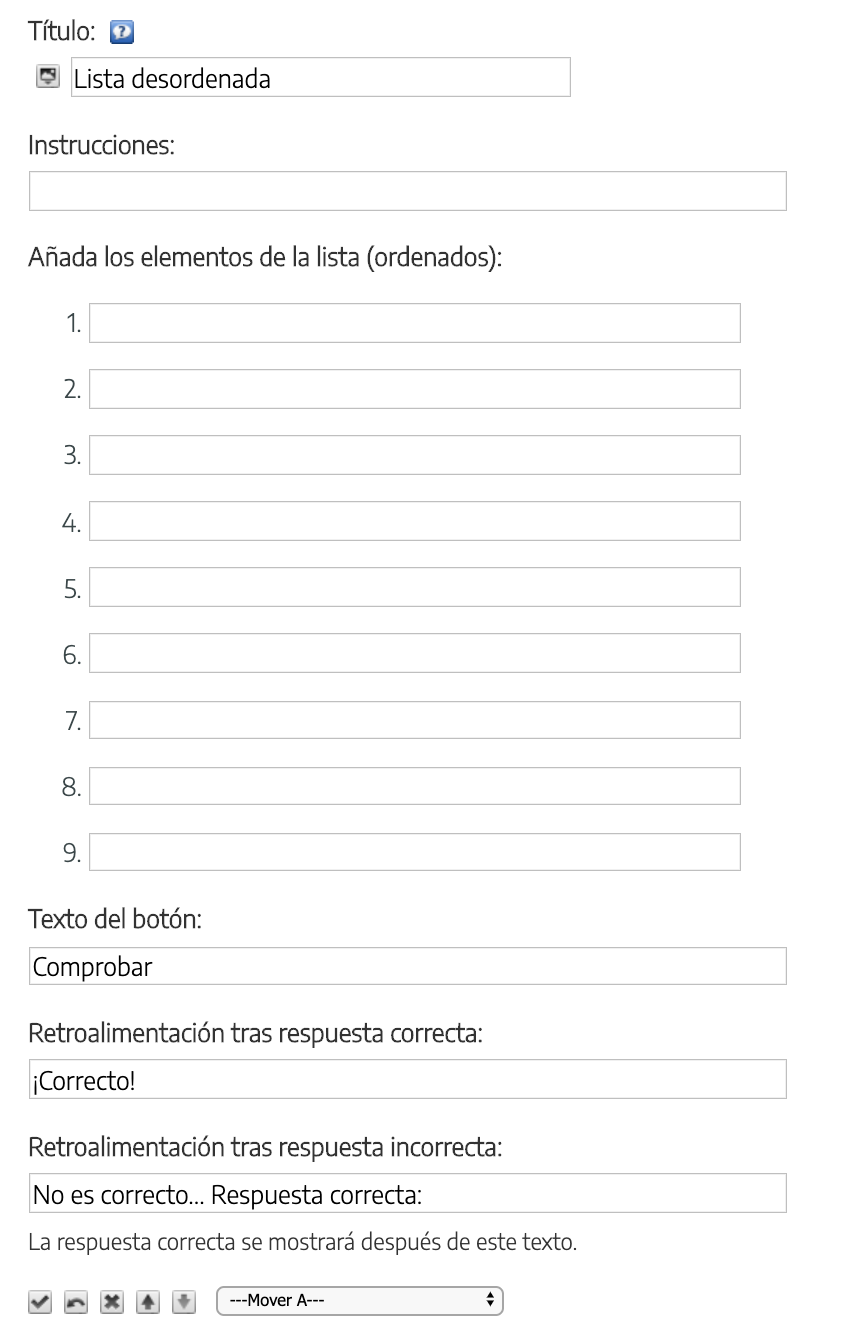 Título:
Lista desordenada
Instrucciones:
Añada los elementos de la lista (ordenados):
1.
2.
3.
4.
5.
6.
7.
8.
9.
Texto del botón:
Comprobar
Retroalimentación tras respuesta correcta:
¡Correcto!
Retroalimentación tras respuesta incorrecta:
No es correcto... Respuesta correcta:
La respuesta correcta se mostrará después de este texto.
---Mover A---